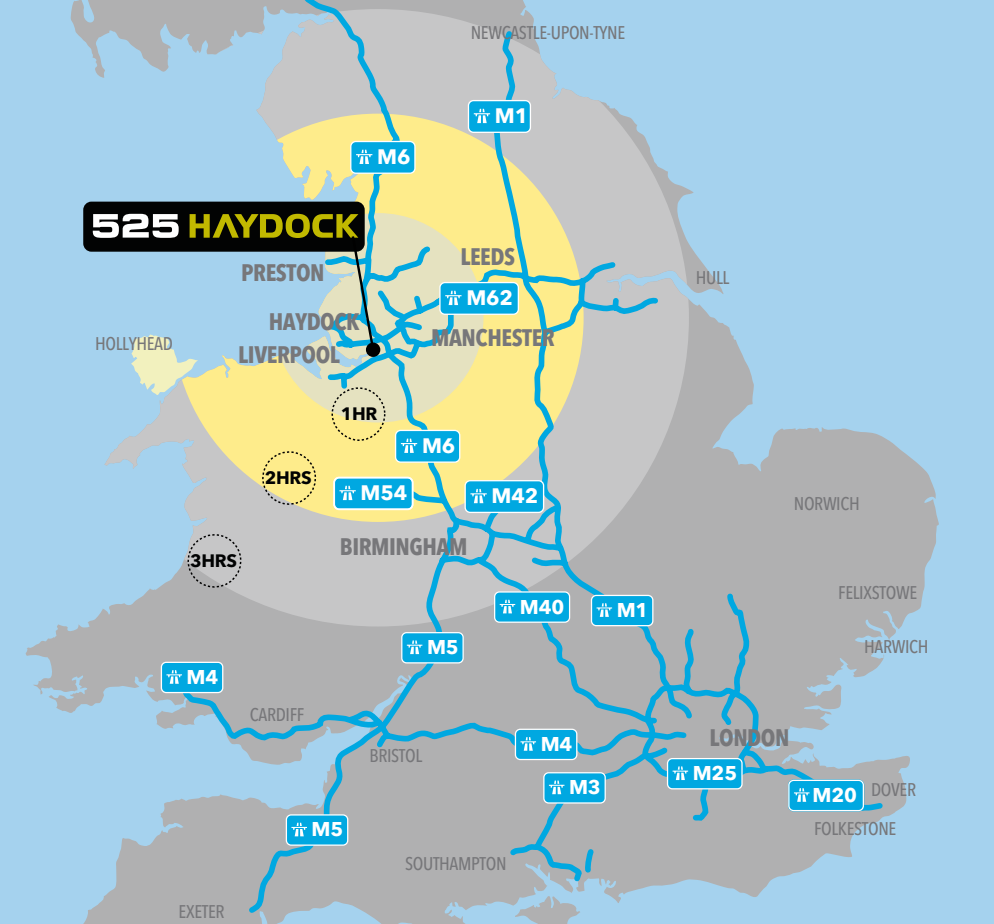 NEWCASTLE-UPON-TYNE
M1
M6
525 HAYDOCK
LEEDS
PRESTON
HULL
M62
HAYDOCK
MANCHESTER
HOLLYHEAD
LIVERPOOL
1HR
M6
2HRS
M54
M42
NORWICH
BIRMINGHAM
3HRS
FELIXSTOWE
M40
M1
HARWICH
M5
M4
CARDIFF
LONDON
M4
BRISTOL
M25
M3
DOVER
M20
M5
FOLKESTONE
SOUTHAMPTON
EXETER